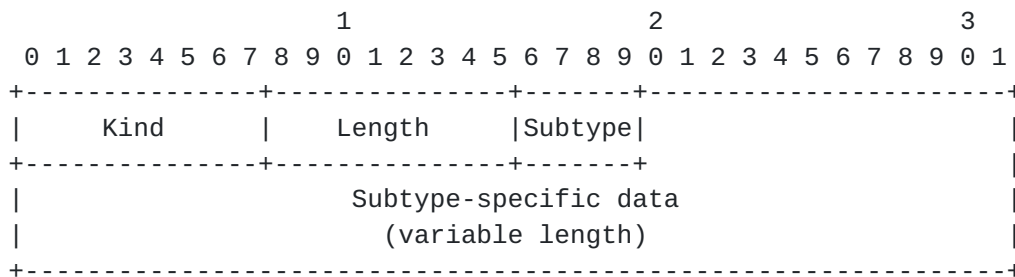 1                   2                   3
 0 1 2 3 4 5 6 7 8 9 0 1 2 3 4 5 6 7 8 9 0 1 2 3 4 5 6 7 8 9 0 1
+---------------+---------------+-------+-----------------------+
|     Kind      |    Length     |Subtype|                       |
+---------------+---------------+-------+                       |
|                     Subtype-specific data                     |
|                       (variable length)                       |
+---------------------------------------------------------------+